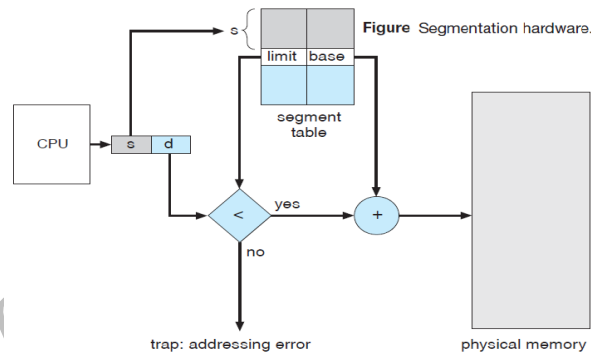 Figure Segmentation hardware.
s
limit base
segment
table
CPU
s d
<
yes
+
no
trap: addressing error
physical memory